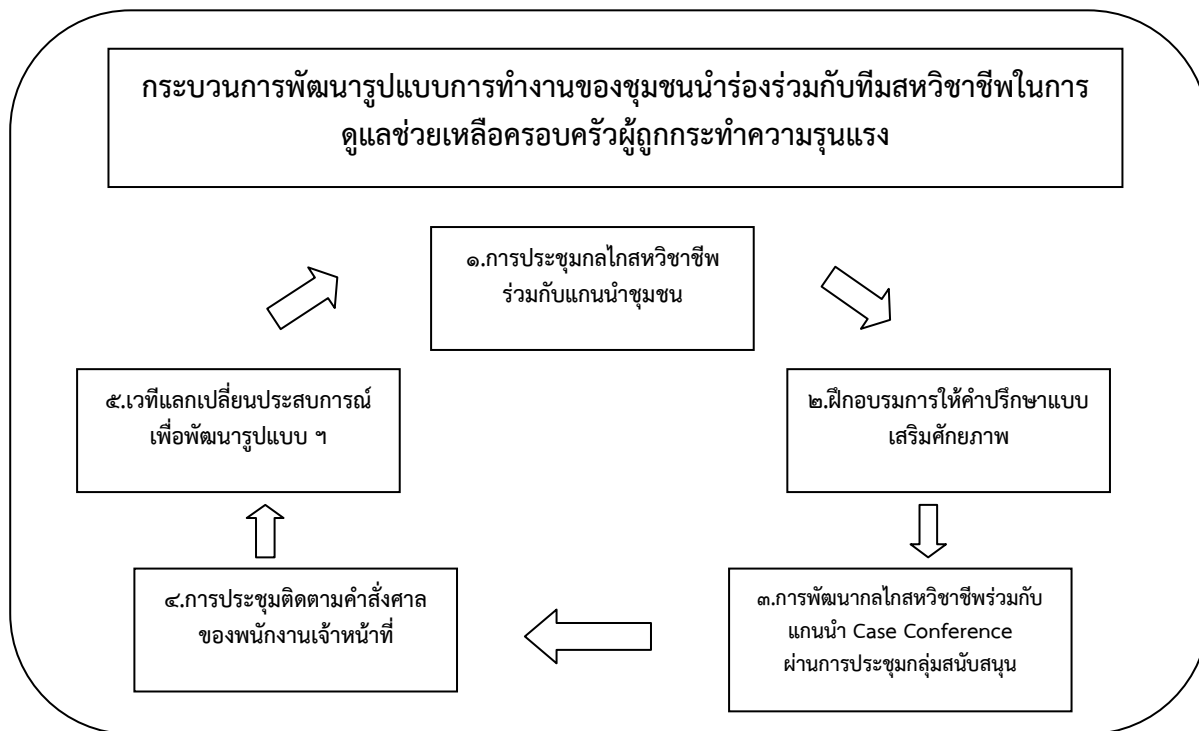 กระบวนการพัฒนารูปแบบการทำงานของชุมชนนำร่องร่วมกับทีมสหวิชาชีพในการ
ดูแลช่วยเหลือครอบครัวผู้ถูกกระทำความรุนแรง
๑.การประชุมกลไกสหวิชาชีพ
ร่วมกับแกนนำชุมชน
๒.ฝึกอบรมการให้คำปรึกษาแบบ
เสริมศักยภาพ
๓.การพัฒนากลไกสหวิชาชีพร่วมกับ
แกนนำ Case Conference
ผ่านการประชุมกลุ่มสนับสนุน
๔.การประชุมติดตามคำสั่งศาล
ของพนักงานเจ้าหน้าที่
๕.เวทีแลกเปลี่ยนประสบการณ์
เพื่อพัฒนารูปแบบ ฯ